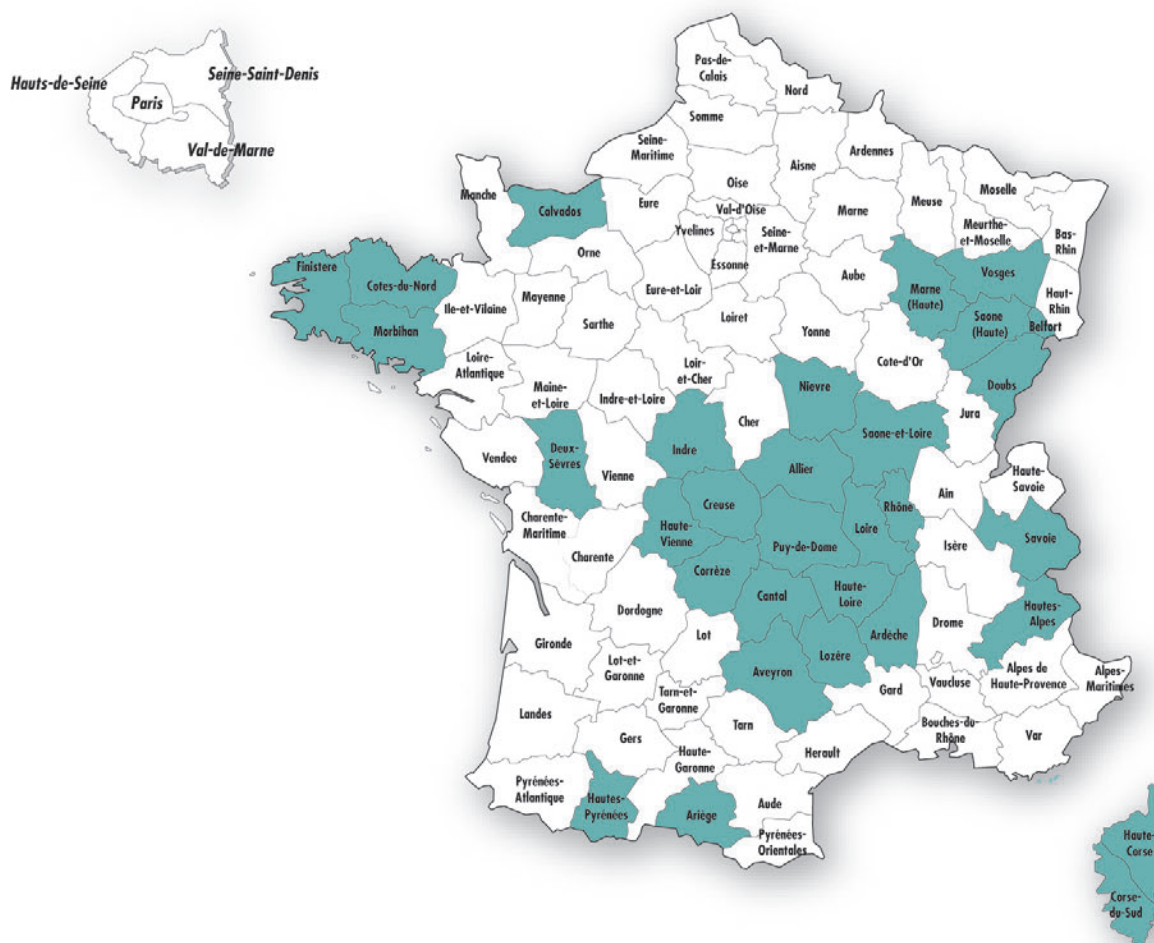 Hauts-de-Seine
Seine-Saint-Denis
Paris
Val-de-Marne
Pas-de-
Calais
Nord
Somme
Seine-
Maritime
Aisne
Ardennes
Oise
Manche
Calvados
Eure
Val-d'Oise
Marne
Meuse
Moselle
Meurthe-
et-Moselle
Bas-
Rhin
Yvelines
Seine-
et-Marne
Orne
Essonne
Finistere
Cotes-du-Nord
Eure-et-Loir
Aube
Marne
(Haute)
Vosges
Haut-
Rhin
Ile-et-Vilaine
Mayenne
Morbihan
Sarthe
Loiret
Yonne
Saone
(Haute)
Belfort
Loire-
Atlantique
Loir-
et-Cher
Cote-d'Or
Maine-
et-Loire
Indre-et-Loire
Nievre
Doubs
Cher
Jura
Vendee
Deux-
Sèvres
Vienne
Indre
Saone-et-Loire
Allier
Haute-
Savoie
Ain
Creuse
Charente-
Maritime
Haute-
Vienne
Rhône
Loire
Savoie
Charente
Puy-de-Dome
Isère
Corrèze
Cantal
Haute-
Loire
Dordogne
Hautes-
Alpes
Drome
Ardèche
Gironde
Lot
Lozére
Lot-et-
Garonne
Aveyron
Alpes de
Haute-Provence
Alpes-
Maritimes
Gard
Vaucluse
Tarn-et-
Garonne
Landes
Tarn
Bouches-du-
Rhône
Var
Gers
Haute-
Garonne
Herault
Pyrénées-
Atlantique
Hautes-
Pyrénées
Ariége
Aude
Pyrénées-
Orientales
Haute-
Corse
Corse-
du-Sud